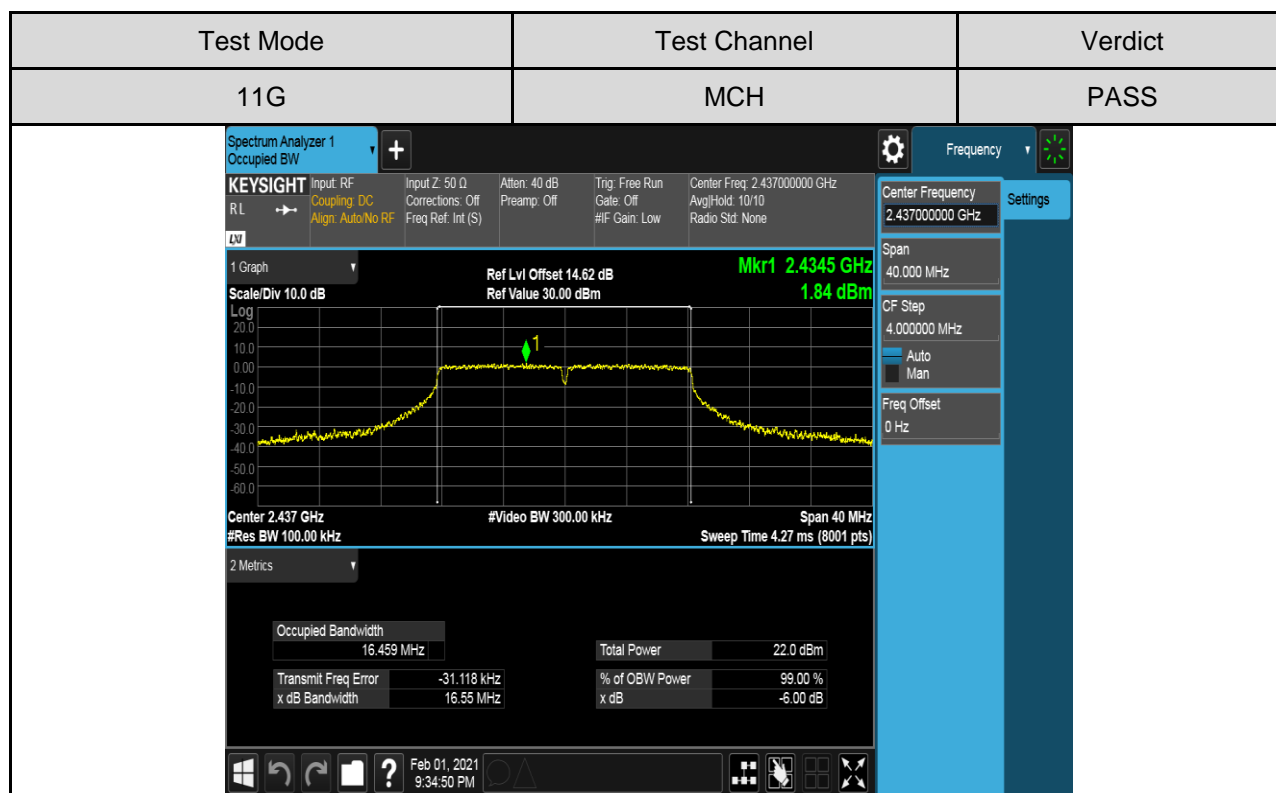 Test Mode Test Channel Verdict
11G MCH PASS
Spectrum Analyzer 1
Occupied BW
Frequency
KEYSIGHT Input: RF Input Z: 50 Ω Atten: 40 dB Trig: Free Run Center Freq: 2.437000000 GHz
RL Coupling: DC Corrections: Off Preamp: Off Gate: Off Avg|Hold: 10/10
Align: Auto/No RF Freq Ref: Int (S) #IF Gain: Low Radio Std: None
LXI
Center Frequency
2.437000000 GHz
Settings
Span
40.000 MHz
CF Step
4.000000 MHz
Auto
Man
Freq Offset
0 Hz
1 Graph Ref Lvl Offset 14.62 dB Mkr1 2.4345 GHz
Scale/Div 10.0 dB Ref Value 30.00 dBm 1.84 dBm
Log
20.0
10.0
0.00
-10.0
-20.0
-30.0
-40.0
-50.0
-60.0
1
Center 2.437 GHz #Video BW 300.00 kHz Span 40 MHz
#Res BW 100.00 kHz Sweep Time 4.27 ms (8001 pts)
2 Metrics
Occupied Bandwidth
16.459 MHz Total Power 22.0 dBm
Transmit Freq Error -31.118 kHz % of OBW Power 99.00 %
x dB Bandwidth 16.55 MHz x dB -6.00 dB
? Feb 01, 2021
9:34:50 PM